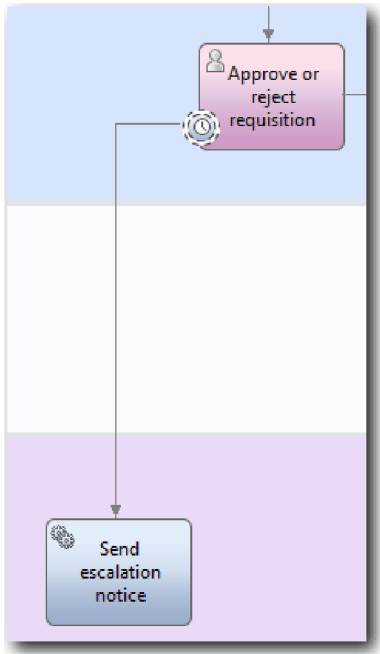 Approve or
reject
requisition
Send
escalation
notice